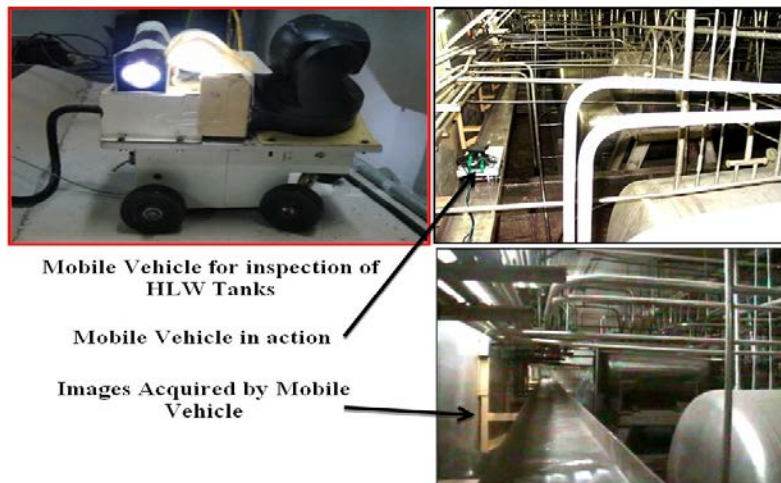 Mobile Vehicle for inspection of
HLW Tanks
Mobile Vehicle in action
Images Acquired by Mobile
Vehicle